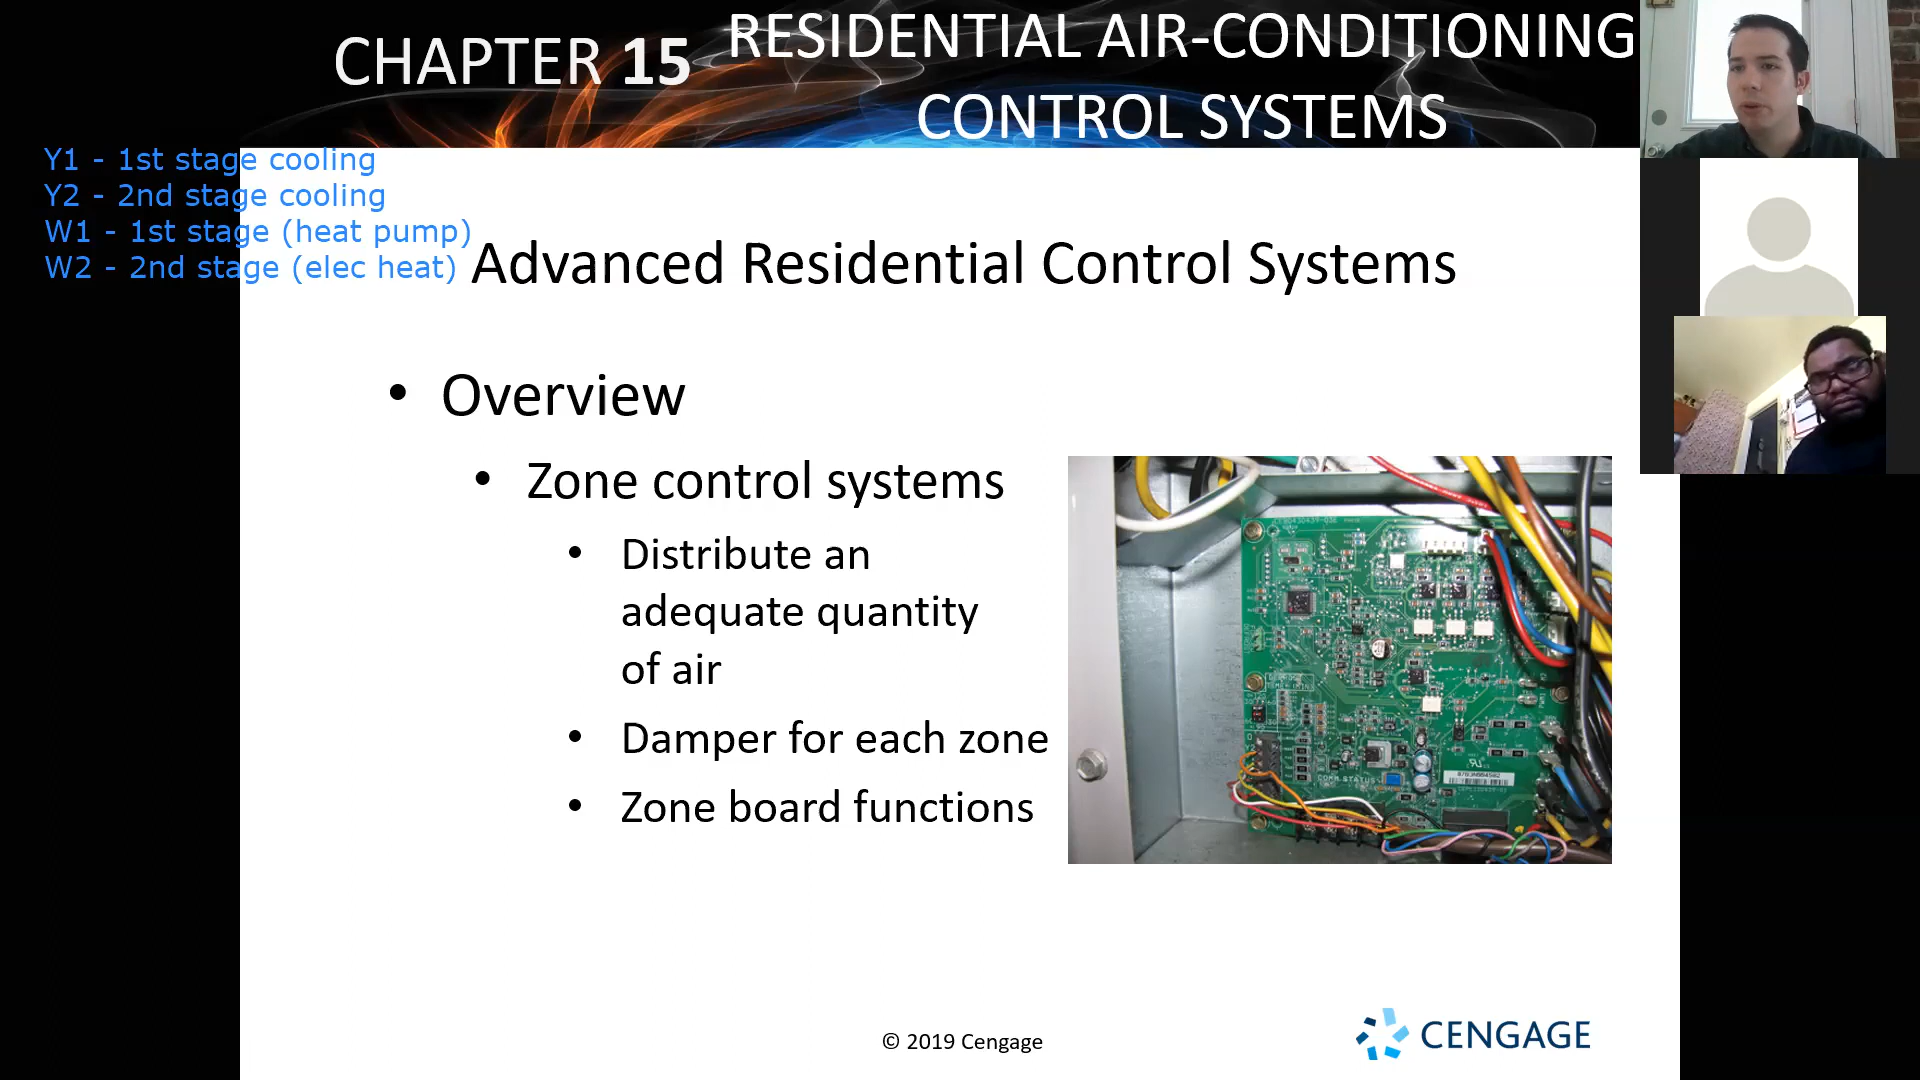 CHAPTER 15
RESIDENTIAL AIR-CONDITIONING
CONTROL SYSTEMS
Y1 - 1st stage cooling
Y2 - 2nd stage cooling
W1 - 1st stage (heat pump)
W2 - 2nd stage (elec heat)
Advanced Residential Control Systems
• Overview
• Zone control systems
• Distribute an
adequate quantity
of air
• Damper for each zone
• Zone board functions
COMM STATUS
© 2019 Cengage
CENGAGE